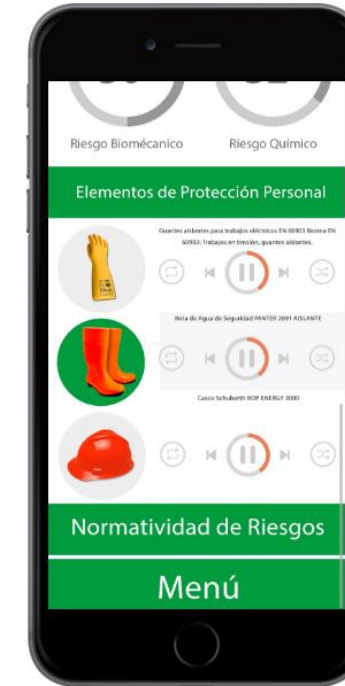 Riesgo Biomécanico
Riesgo Químico
Elementos de Protección Personal
Guantes aislantes para trabajos eléctricos EN 60903 Norma EN
60903: Trabajos en tensión, guantes aislantes.
Bota de Agua de Seguridad PANTER 2891 AISLANTE
Casco Schuberth BOP ENERGY 3000
Normatividad de Riesgos
Menú